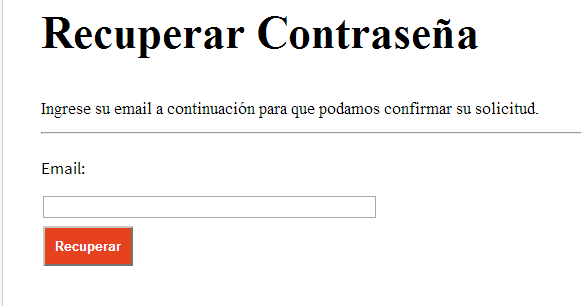 Recuperar Contraseña
Ingrese su email a continuación para que podamos confirmar su solicitud.
Email:
Recuperar